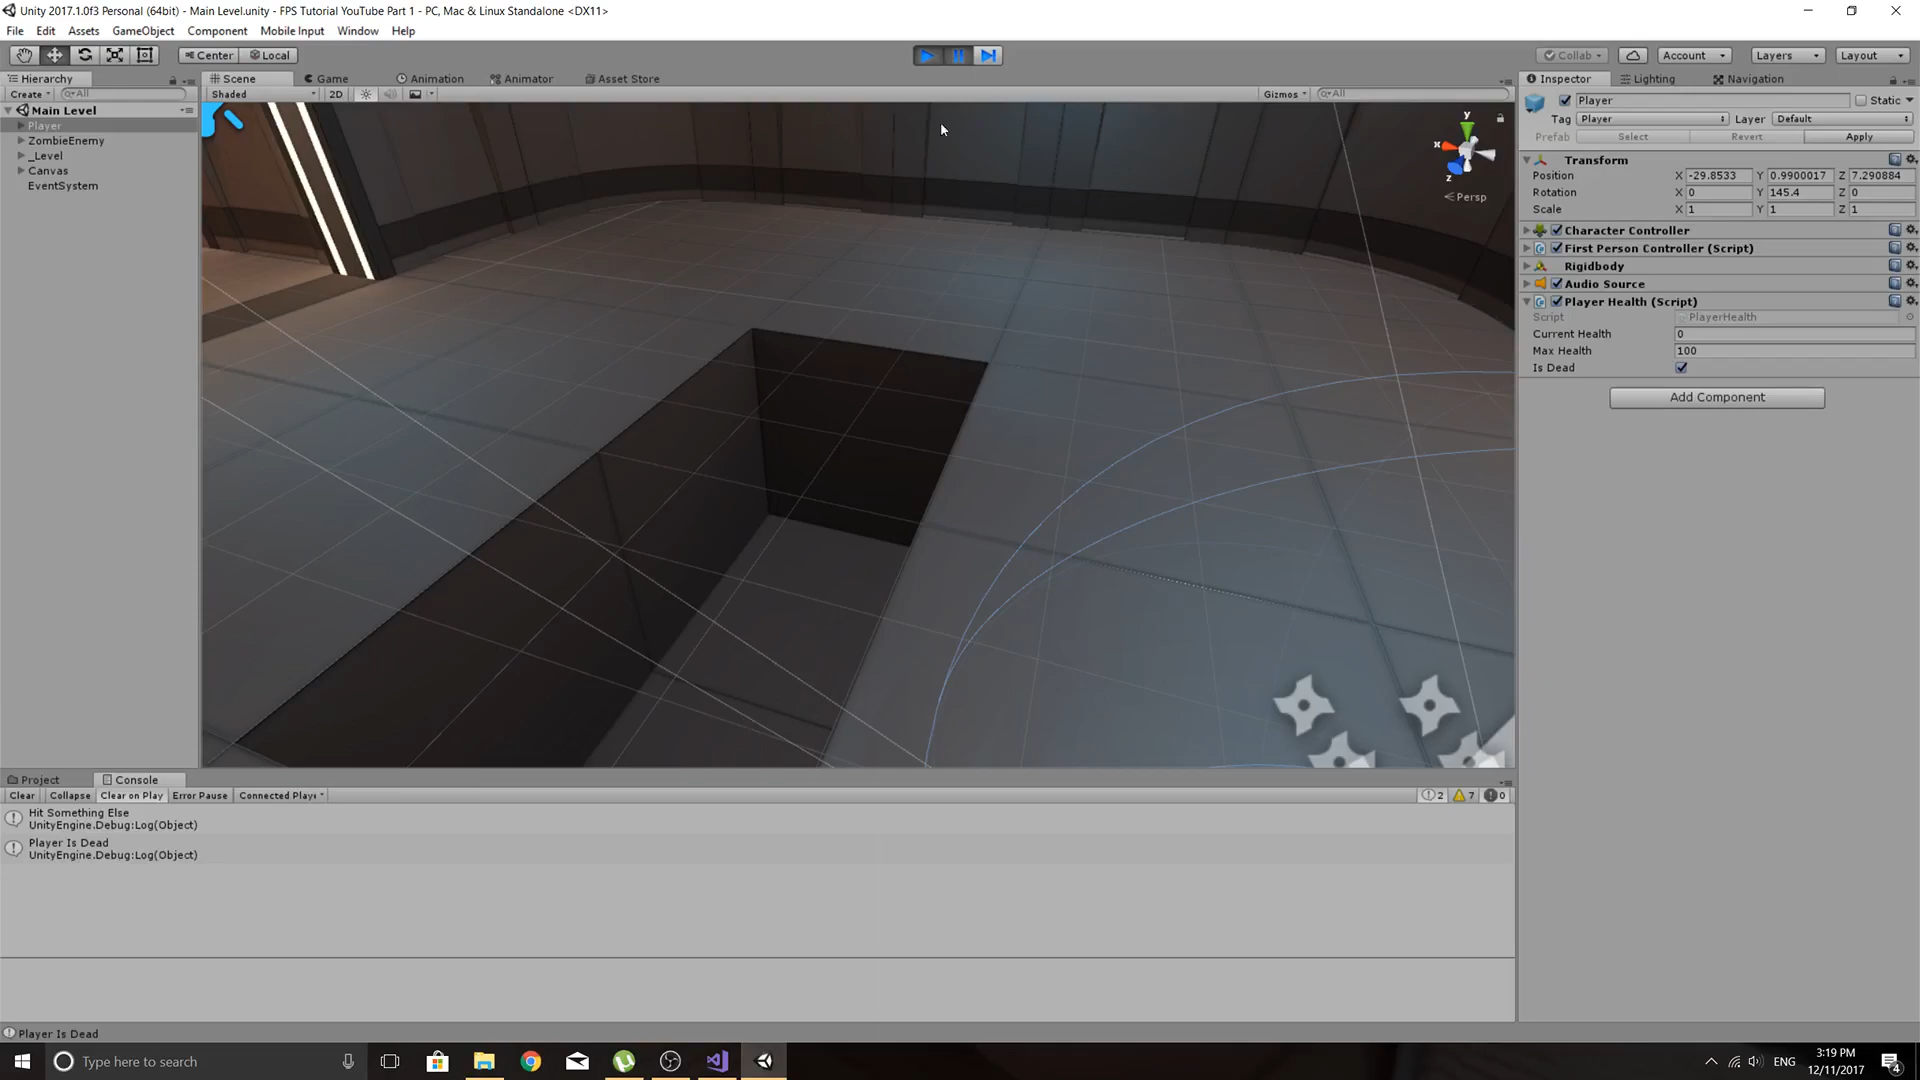 Unity 2017.1.0f3 Personal (64bit) - Main Level.unity - FPS Tutorial YouTube Part 1 - PC, Mac & Linux Standalone <DX11>
File Edit Assets GameObject Component Mobile Input Window Help
Center Local
Collab Account Layers Layout
Hierarchy
Create All
Main Level
Player
ZombieEnemy
_Level
Canvas
EventSystem
Scene Game Animation Animator Asset Store
Shaded 2D Gizmos All
y
x
z
Persp
Inspector Lighting Navigation
Player Static
Tag Player Layer Default
Prefab Select Revert Apply
Transform
Position X -29.8533 Y 0.9900017 Z 7.290884
Rotation X 0 Y 145.4 Z 0
Scale X 1 Y 1 Z 1
Character Controller
First Person Controller (Script)
Rigidbody
Audio Source
Player Health (Script)
Script PlayerHealth
Current Health 0
Max Health 100
Is Dead
Add Component
Project Console
Clear Collapse Clear on Play Error Pause Connected Playe
2 7 0
Hit Something Else
UnityEngine.Debug:Log(Object)
Player Is Dead
UnityEngine.Debug:Log(Object)
Player Is Dead
Type here to search
ENG
3:19 PM
12/11/2017
4